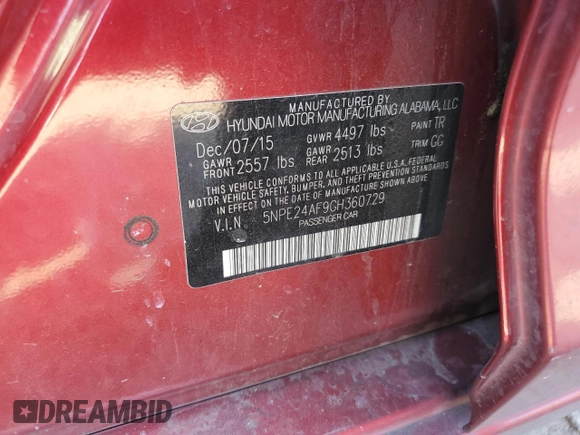 MANUFACTURED BY
HYUNDAI MOTOR MANUFACTURING ALABAMA, LLC
Dec/07/15 GVWR 4497 lbs PAINT TR
GAWR FRONT 2557 lbs GAWR REAR 2513 lbs TRIM GG
THIS VEHICLE CONFORMS TO ALL APPLICABLE U.S.A. FEDERAL
MOTOR VEHICLE SAFETY, BUMPER, AND THEFT PREVENTION STANDARDS
IN EFFECT ON THE DATE OF MANUFACTURE SHOWN ABOVE.
V.I.N 5NPE24AF9GH360729
PASSENGER CAR
DREAMBID